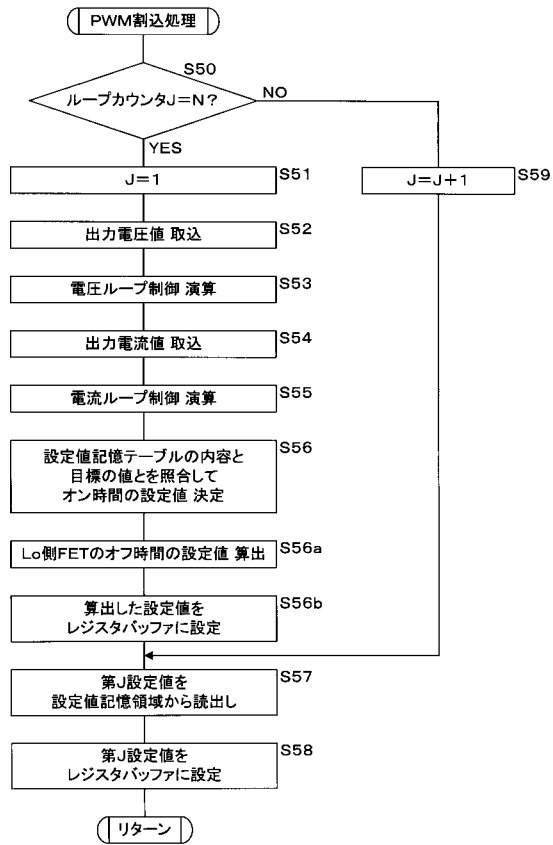 PWM割込処理
S50
ループカウンタJ=N?
NO
YES
J=1
S51
J=J+1
S59
出力電圧値 取込
S52
電圧ループ制御 演算
S53
出力電流値 取込
S54
電流ループ制御 演算
S55
設定値記憶テーブルの内容と
目標の値とを照合して
オン時間の設定値 決定
S56
Lo側FETのオフ時間の設定値 算出
S56a
算出した設定値を
レジスタバッファに設定
S56b
第J設定値を
設定値記憶領域から読出し
S57
第J設定値を
レジスタバッファに設定
S58
リターン